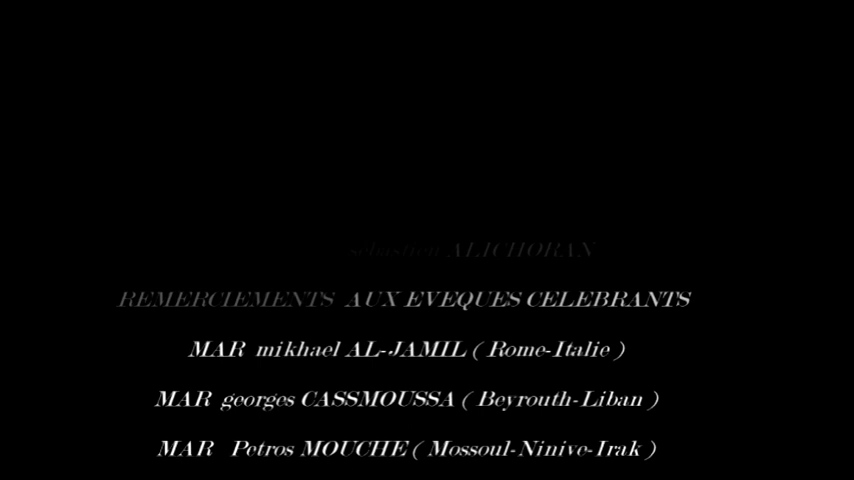 sebastien ALICHORAN
REMERCIEMENTS AUX EVEQUES CELEBRANTS
MAR mikhael AL-JAMIL ( Rome-Italie )
MAR georges CASSMOUSSA ( Beyrouth-Liban )
MAR Petros MOUCHE ( Mossoul-Ninive-Irak )